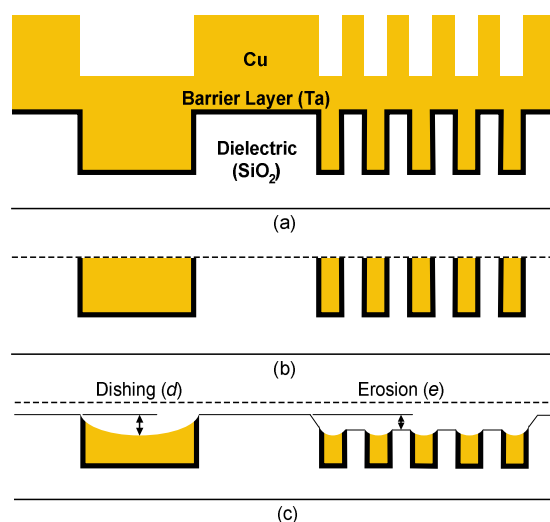 Cu
Barrier Layer (Ta)
Dielectric
(SiO2)
(a)
(b)
Dishing (d)
Erosion (e)
(c)